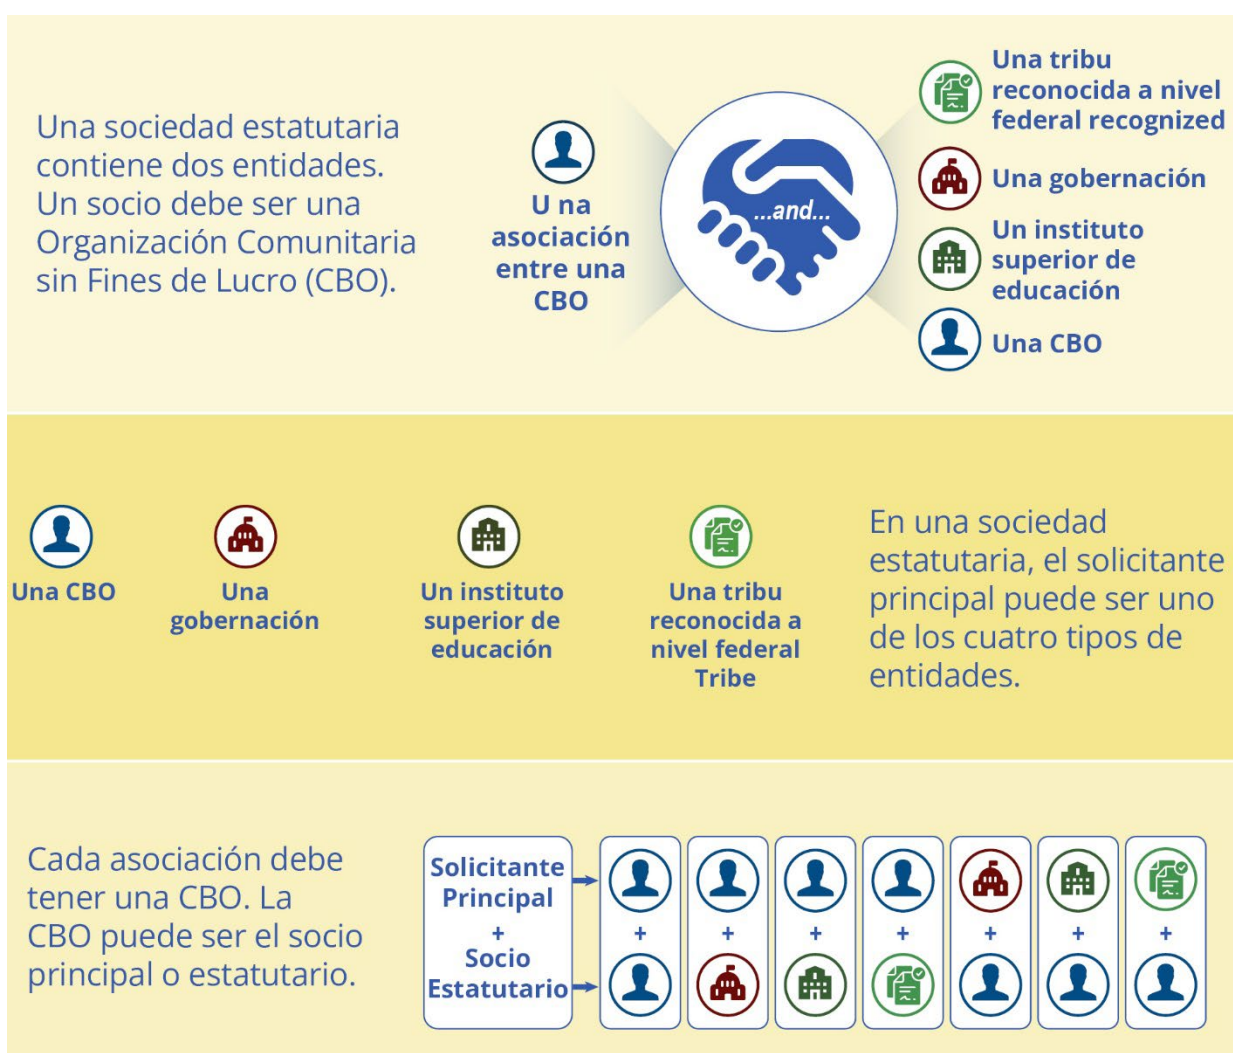 Una sociedad estatutaria
contiene dos entidades.
Un socio debe ser una
Organización Comunitaria
sin Fines de Lucro (CBO).
U na
asociación
entre una
CBO
...and...
Una tribu
reconocida a nivel
federal recognized
Una gobernación
Un instituto
superior de
educación
Una CBO
Una CBO
Una
gobernación
Un instituto
superior de
educación
Una tribu
reconocida a
nivel federal
Tribe
En una sociedad
estatutaria, el solicitante
principal puede ser uno
de los cuatro tipos de
entidades.
Cada asociación debe
tener una CBO. La
CBO puede ser el socio
principal o estatutario.
Solicitante
Principal
+
Socio
Estatutario
+ + + + + + +